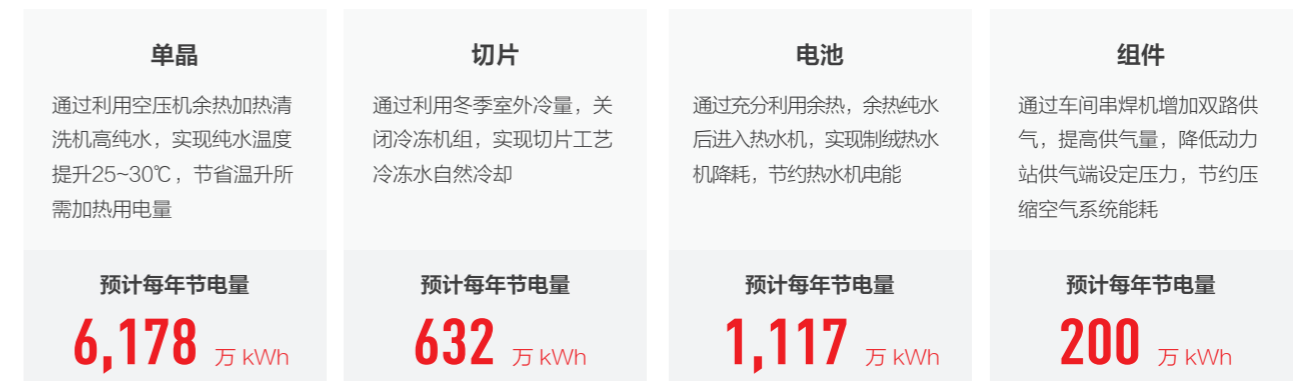 单晶
通过利用空压机余热加热清
洗机高纯水，实现纯水温度
提升25~30℃，节省温升所
需加热用电量
预计每年节电量
6,178 万 kWh
切片
通过利用冬季室外冷量，关
闭冷冻机组，实现切片工艺
冷冻水自然冷却
预计每年节电量
632 万 kWh
电池
通过充分利用余热，余热纯水
后进入热水机，实现制绒热水
机降耗，节约热水机电能
预计每年节电量
1,117 万 kWh
组件
通过车间串焊机增加双路供
气，提高供气量，降低动力
站供气端设定压力，节约压
缩空气系统能耗
预计每年节电量
200 万 kWh